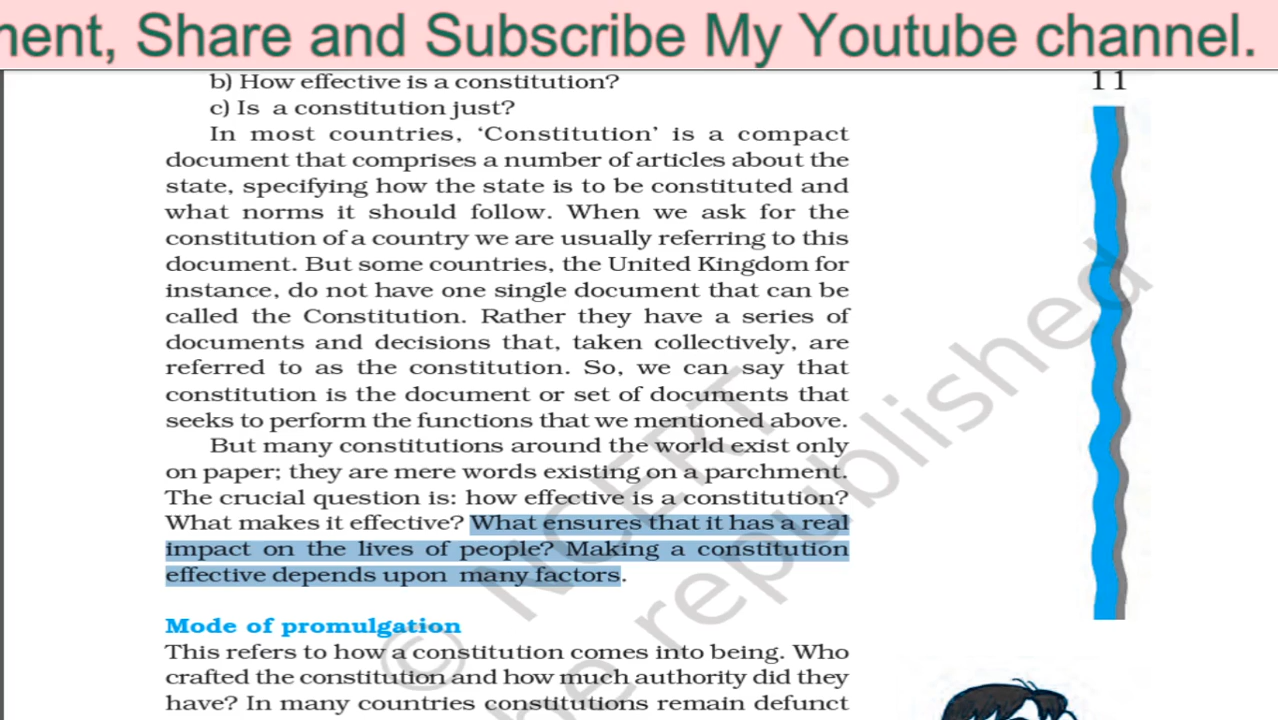 ment, Share and Subscribe My Youtube channel.
b) How effective is a constitution?
11
c) Is a constitution just?
In most countries, ‘Constitution’ is a compact
document that comprises a number of articles about the
state, specifying how the state is to be constituted and
what norms it should follow. When we ask for the
constitution of a country we are usually referring to this
document. But some countries, the United Kingdom for
instance, do not have one single document that can be
called the Constitution. Rather they have a series of
documents and decisions that, taken collectively, are
referred to as the constitution. So, we can say that
constitution is the document or set of documents that
seeks to perform the functions that we mentioned above.
But many constitutions around the world exist only
on paper; they are mere words existing on a parchment.
The crucial question is: how effective is a constitution?
What makes it effective? What ensures that it has a real
impact on the lives of people? Making a constitution
effective depends upon many factors.
Mode of promulgation
This refers to how a constitution comes into being. Who
crafted the constitution and how much authority did they
have? In many countries constitutions remain defunct
© NCERT
be republished